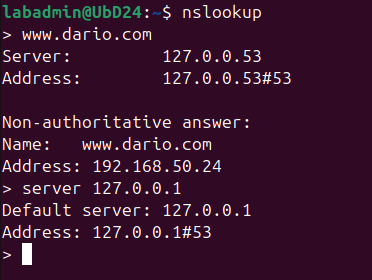 labadmin@UbD24:~$ nslookup
> www.dario.com
Server:         127.0.0.53
Address:        127.0.0.53#53

Non-authoritative answer:
Name:   www.dario.com
Address: 192.168.50.24
> server 127.0.0.1
Default server: 127.0.0.1
Address: 127.0.0.1#53
>